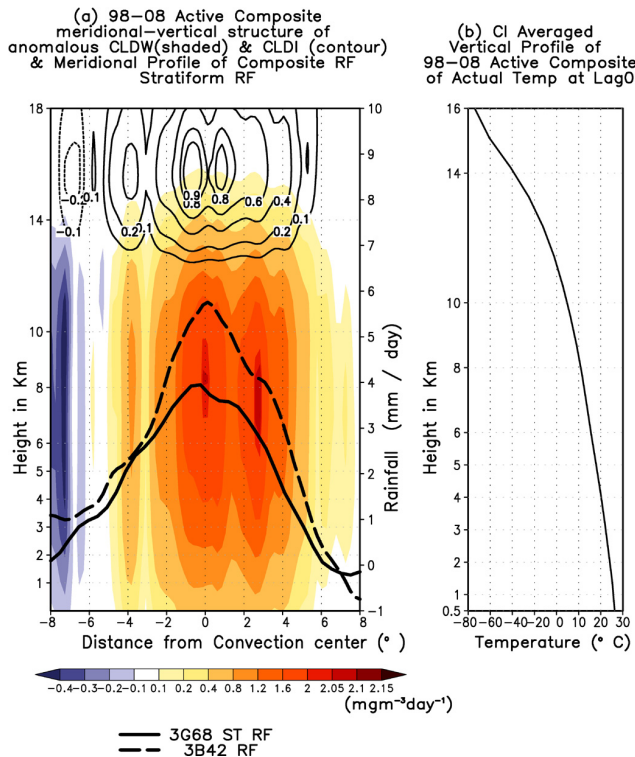 (a) 98-08 Active Composite
meridional-vertical structure of
anomalous CLDW(shaded) & CLDI (contour)
& Meridional Profile of Composite RF
Stratiform RF
18
14
10
8
6
5
4
3
2
1
Height in Km
10
9
8
7
6
5
4
3
2
1
0
-1
Rainfall (mm / day)
-0.1
0.1
0.2
0.1
0.9
0.8
0.6
0.4
0.1
0.2
-0.1
-8 -6 -4 -2 0 2 4 6 8
Distance from Convection center(°)
(b) CI Averaged
Vertical Profile of
98-08 Active Composite
of Actual Temp at Lag0
16
14
10
8
6
5
4
3
2
1
0.5
Height in Km
-80 -60 -40 -20 0 10 20 30
Temperature(° C)
-0.4 -0.3 -0.2 -0.1 0.1 0.2 0.4 0.8 1.2 1.6 2 2.05 2.1 2.15
(mgm⁻³day⁻¹)
3G68 ST RF
3B42 RF